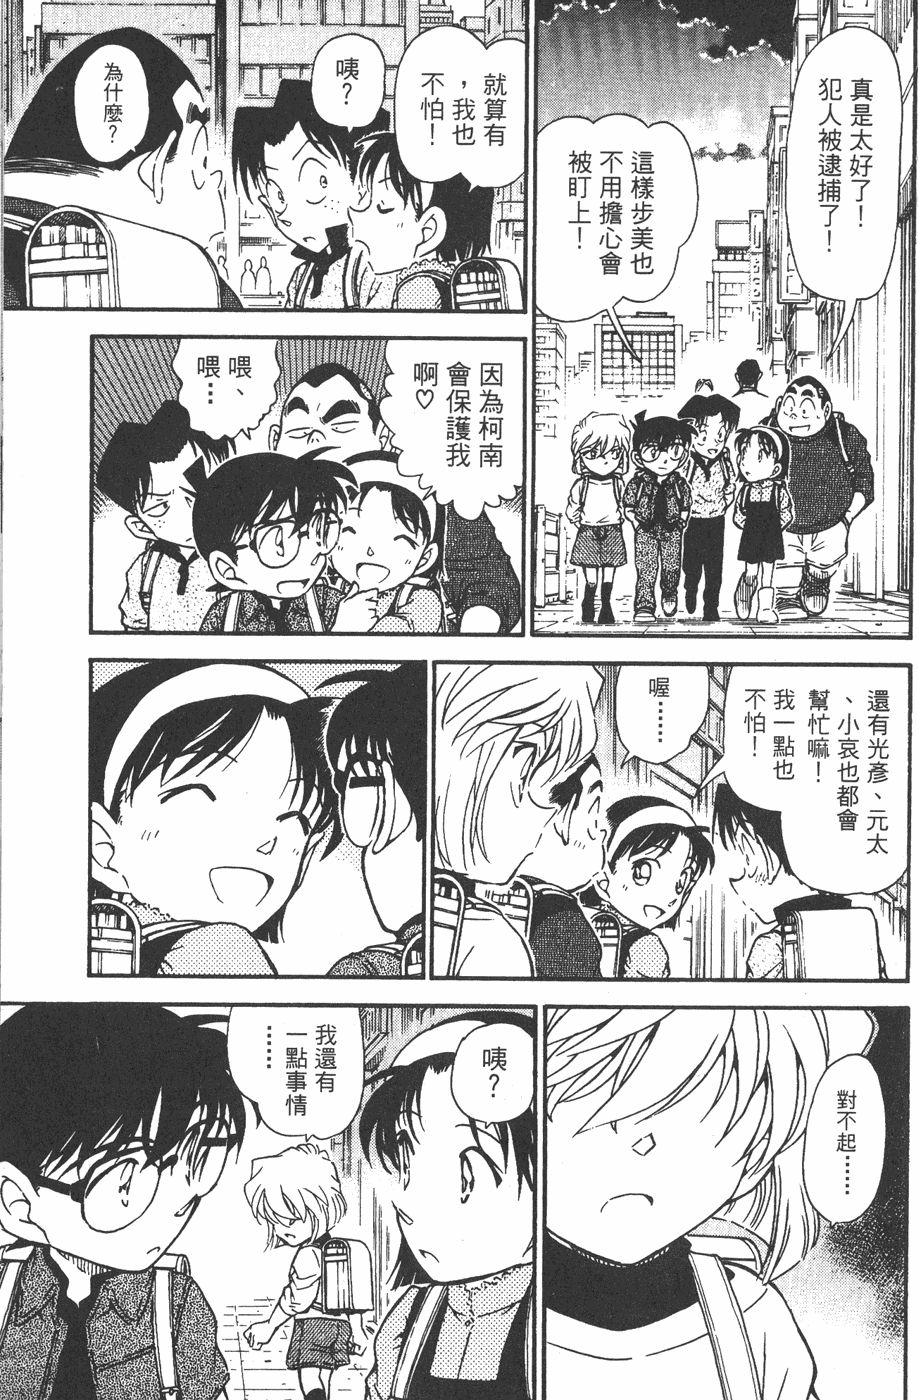 真是太好了！
犯人被逮捕了！
這樣步美也
不用擔心會
被盯上！
就算有
，我也
不怕！
咦？
為什麼？
因為柯南
會保護我
啊♡
喂、
喂…
還有光彥、元太
、小哀也都會
幫忙嘛！
我一點也
不怕！
喔……
對不起……
咦？
我還有
一點事情
……